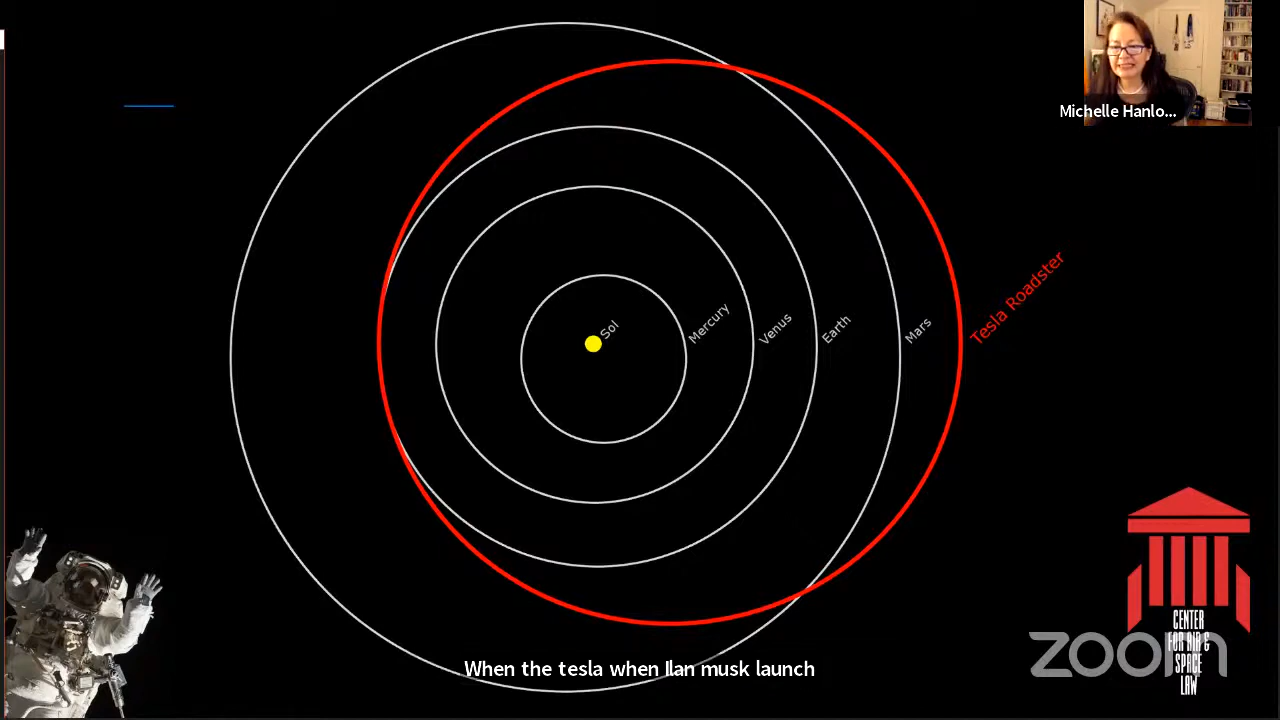 Michelle Hanlo...
Sol
Mercury
Venus
Earth
Mars
Tesla Roadster
CENTER
FOR AIR &
SPACE
LAW
zoom
When the tesla when Ilan musk launch